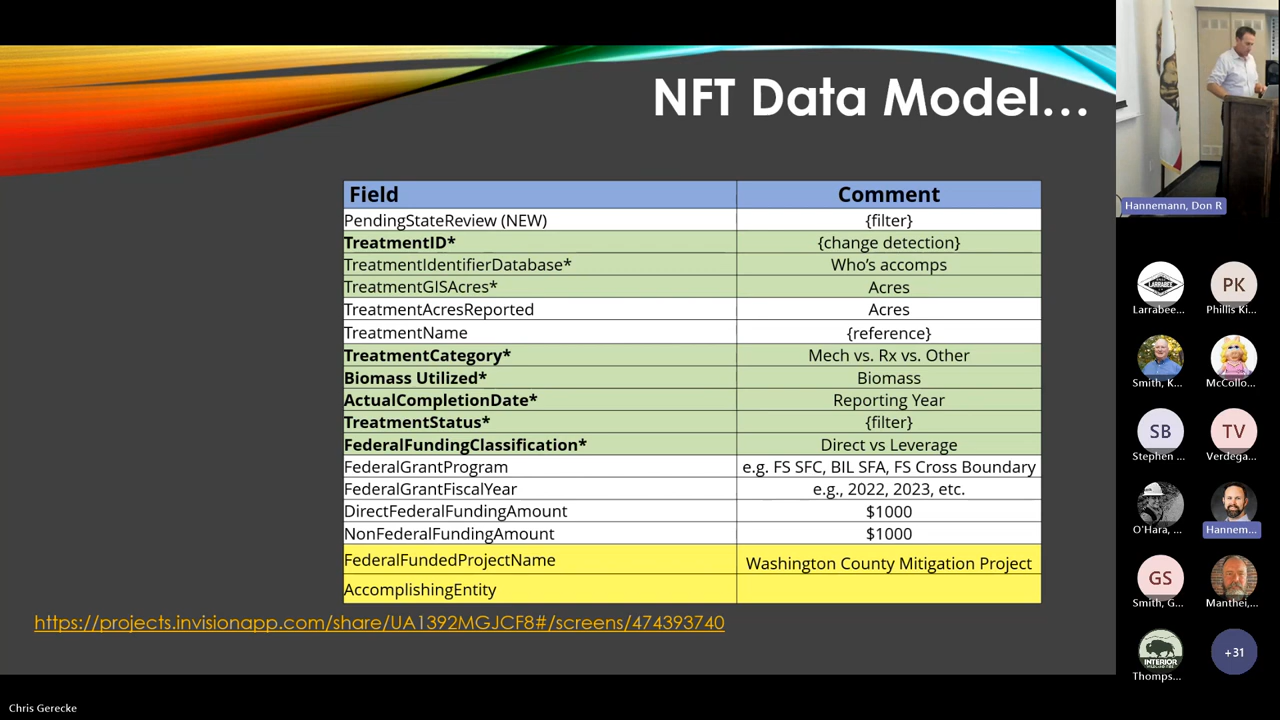 NFT Data Model...
Field Comment
PendingStateReview (NEW) {filter}
TreatmentID* {change detection}
TreatmentIdentifierDatabase* Who's accomps
TreatmentGISAcres* Acres
TreatmentAcresReported Acres
TreatmentName {reference}
TreatmentCategory* Mech vs. Rx vs. Other
Biomass Utilized* Biomass
ActualCompletionDate* Reporting Year
TreatmentStatus* {filter}
FederalFundingClassification* Direct vs Leverage
FederalGrantProgram e.g. FS SFC, BIL SFA, FS Cross Boundary
FederalGrantFiscalYear e.g., 2022, 2023, etc.
DirectFederalFundingAmount $1000
NonFederalFundingAmount $1000
FederalFundedProjectName Washington County Mitigation Project
AccomplishingEntity
https://projects.invisionapp.com/share/UA1392MGJCF8#/screens/474393740
Chris Gerecke
Hannemann, Don R
LARRABEE
PK
Larrabee... Phillis Ki...
Smith, K... McCollo...
SB TV
Stephen ... Verdega...
O'Hara, ... Hannem...
GS
Smith, G... Manthei,...
INTERIOR
+31
Thomps...